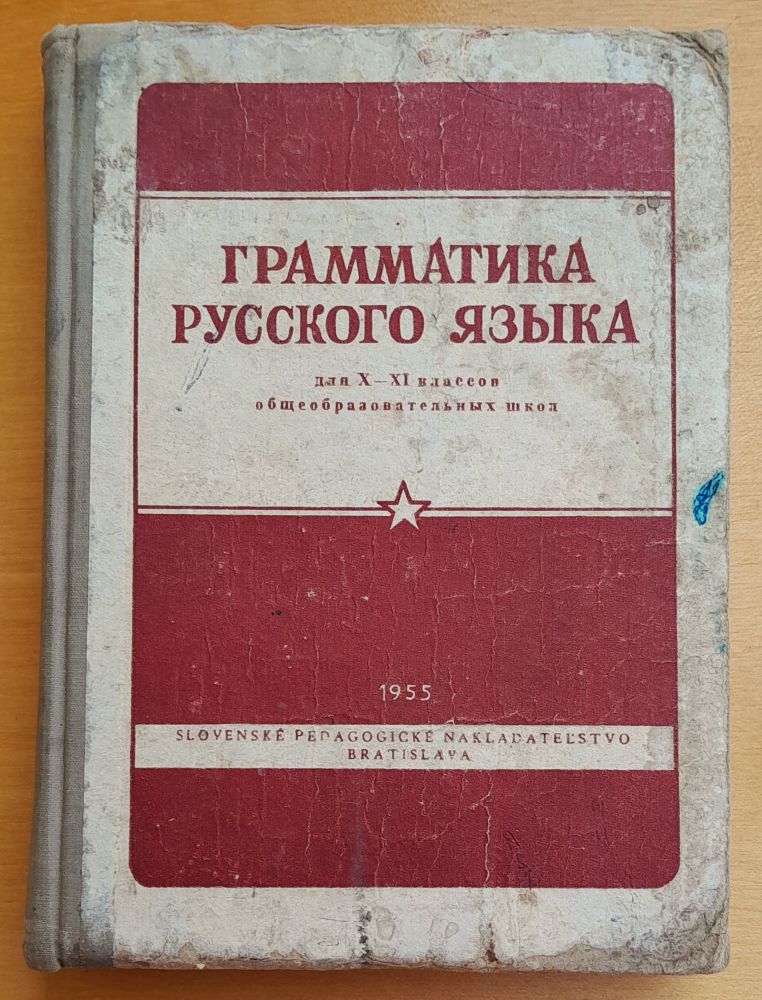 ГРАММАТИКА
РУССКОГО ЯЗЫКА
для X—XI классов
общеобразовательных школ
1955
SLOVENSKÉ PEDAGOGICKÉ NAKLADATEĽSTVO
BRATISLAVA